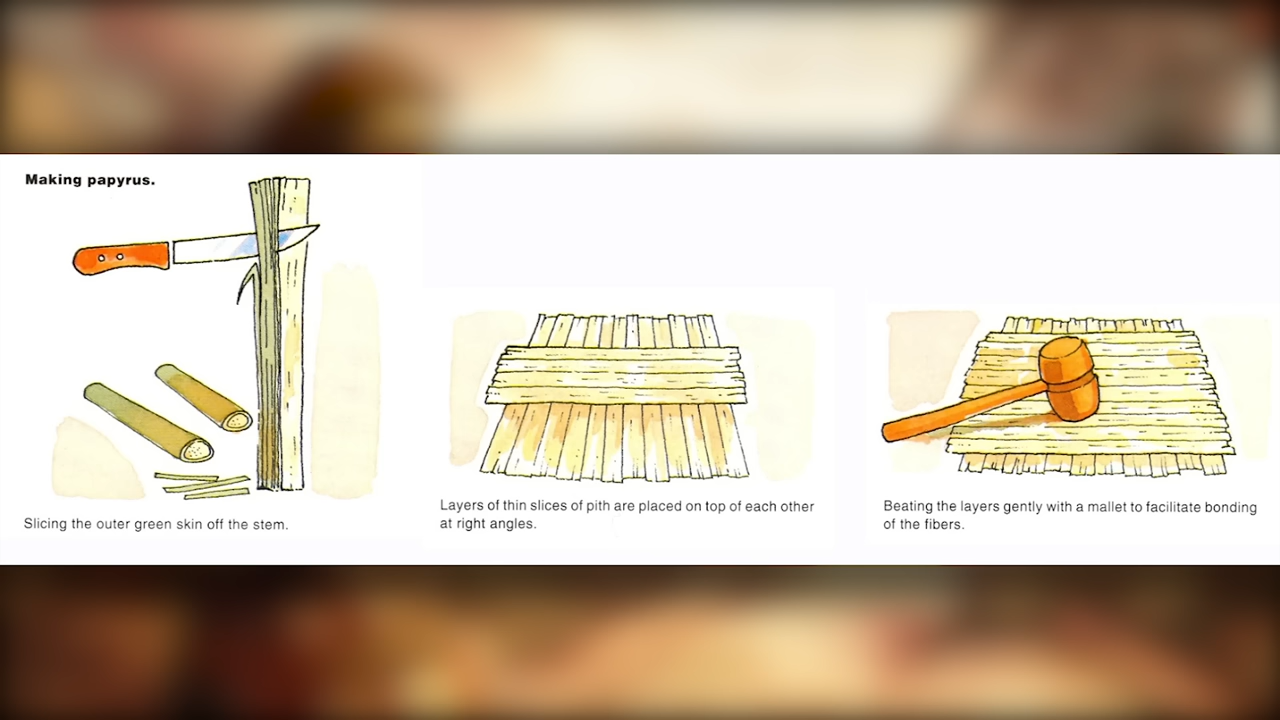 Making papyrus.
Slicing the outer green skin off the stem.
Layers of thin slices of pith are placed on top of each other
at right angles.
Beating the layers gently with a mallet to facilitate bonding
of the fibers.